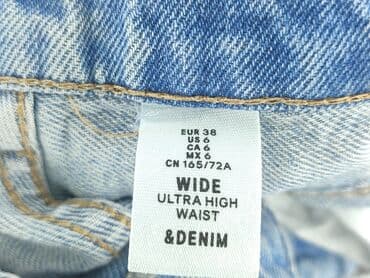 EUR 38
US 6
CA 6
MX 6
CN 165/72A
WIDE
ULTRA HIGH
WAIST
&DENIM